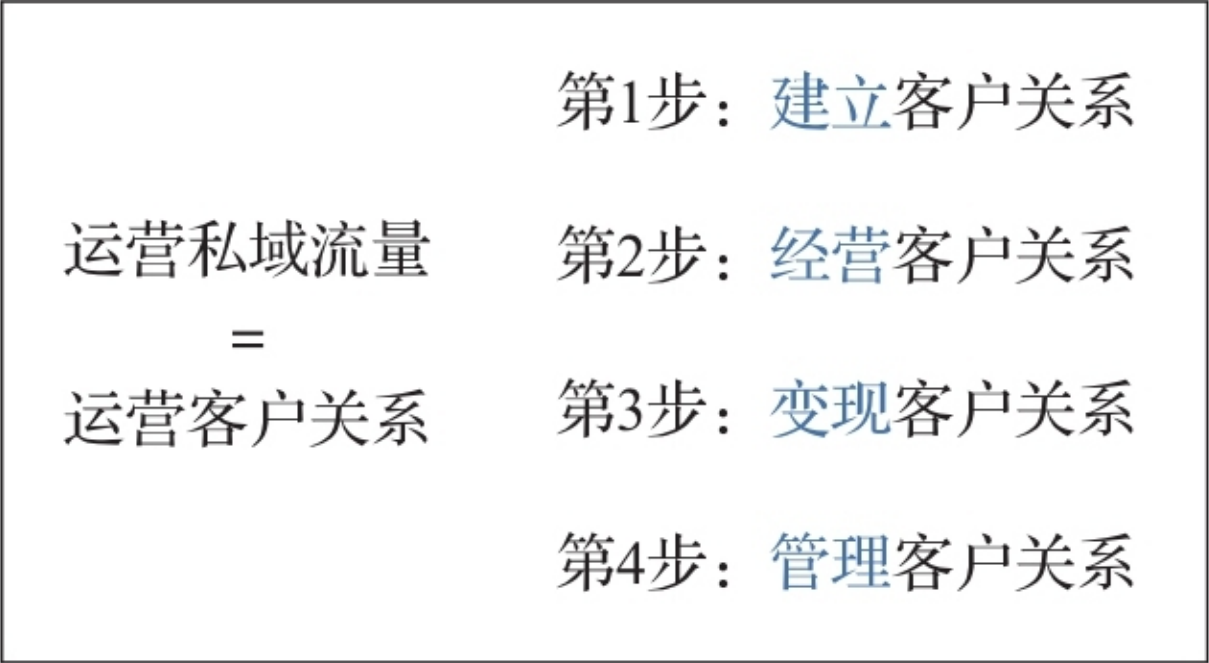 运营私域流量
=
运营客户关系
第1步：建立客户关系
第2步：经营客户关系
第3步：变现客户关系
第4步：管理客户关系